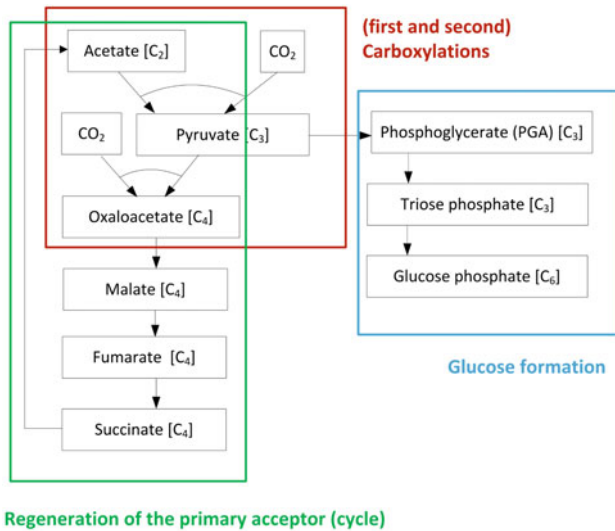 (first and second)
Carboxylations
Acetate [C₂]
CO₂
CO₂
Pyruvate [C₃]
Phosphoglycerate (PGA) [C₃]
Oxaloacetate [C₄]
Triose phosphate [C₃]
Malate [C₄]
Glucose phosphate [C₆]
Fumarate [C₄]
Glucose formation
Succinate [C₄]
Regeneration of the primary acceptor (cycle)